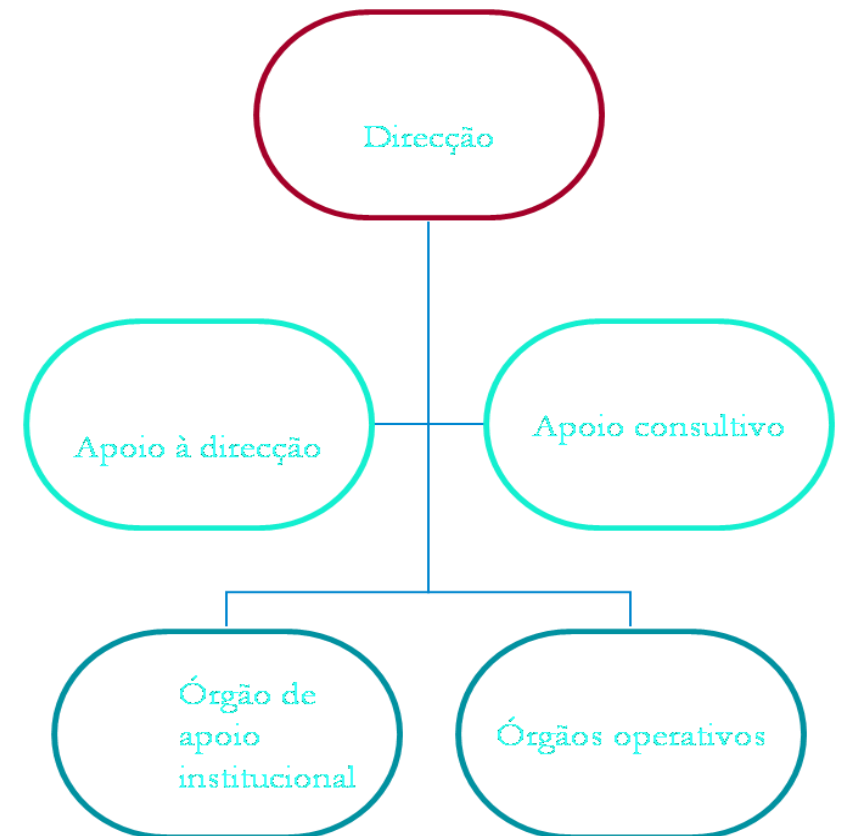 Direcção
Apoio à direcção
Apoio consultivo
Órgão de
apoio
institucional
Órgãos operativos